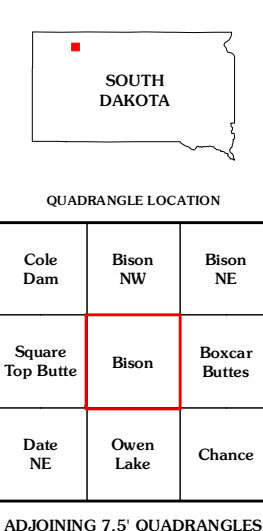 SOUTH
DAKOTA
QUADRANGLE LOCATION
Cole
Dam
Bison
NW
Bison
NE
Square
Top Butte
Bison
Boxcar
Buttes
Date
NE
Owen
Lake
Chance
ADJOINING 7.5' QUADRANGLES